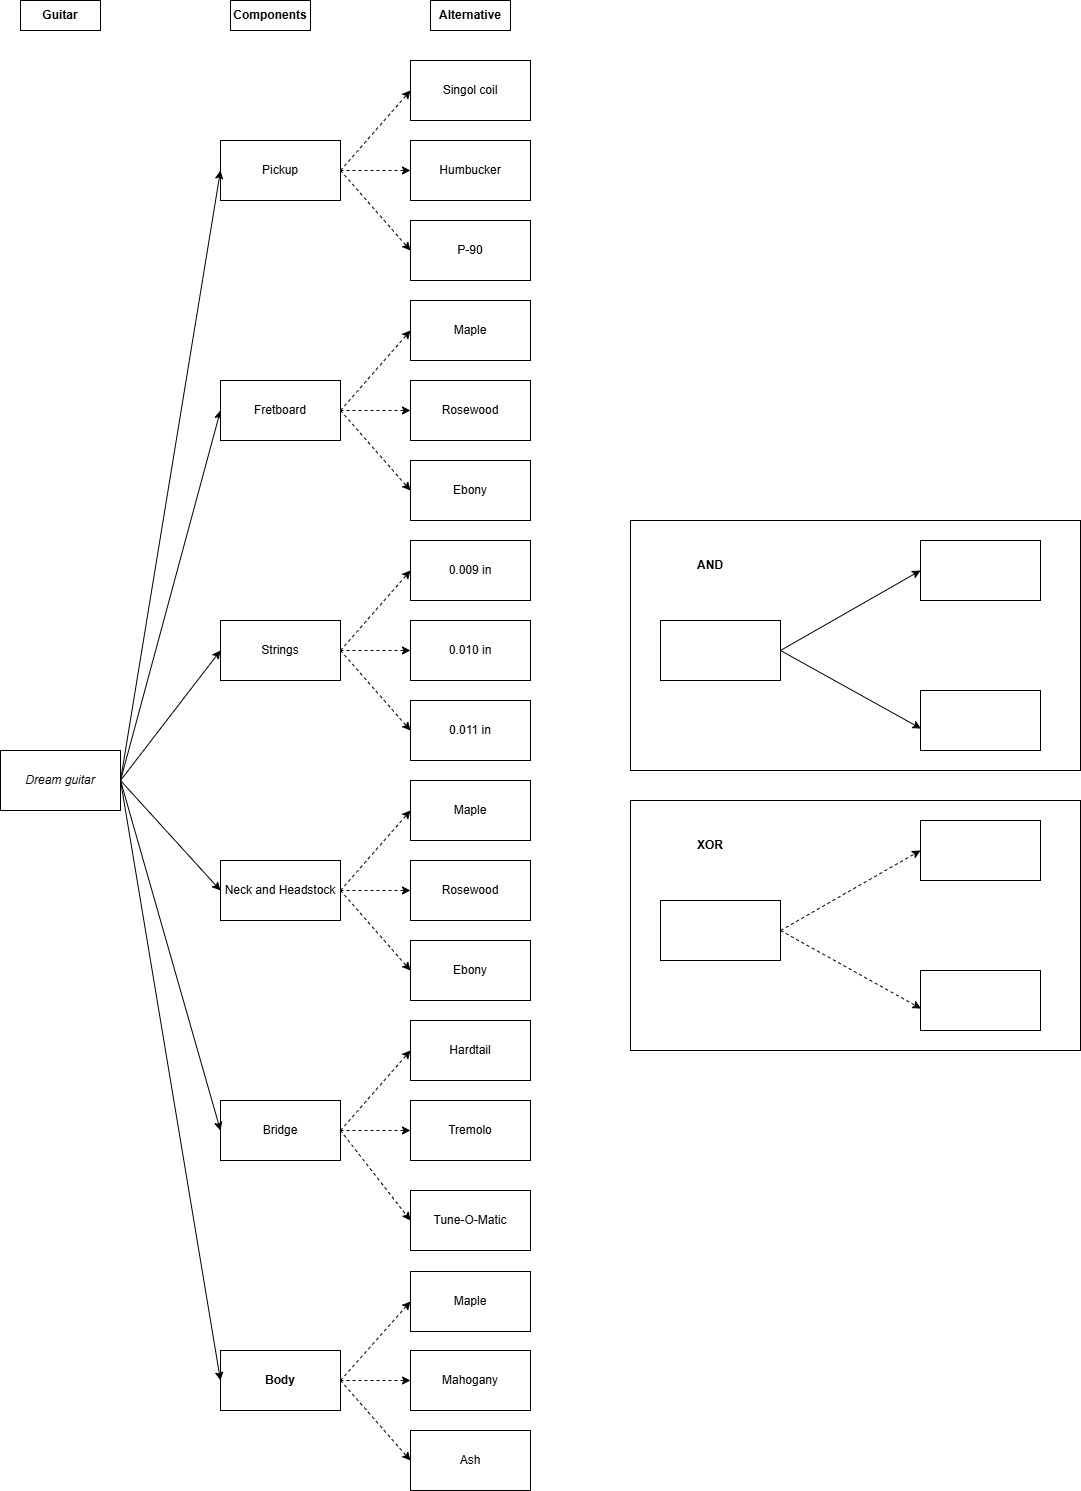 Guitar
Components
Alternative
Singol coil
Pickup
Humbucker
P-90
Maple
Fretboard
Rosewood
Ebony
0.009 in
Strings
0.010 in
0.011 in
Dream guitar
Maple
Neck and Headstock
Rosewood
Ebony
Hardtail
Bridge
Tremolo
Tune-O-Matic
Maple
Body
Mahogany
Ash
AND
XOR